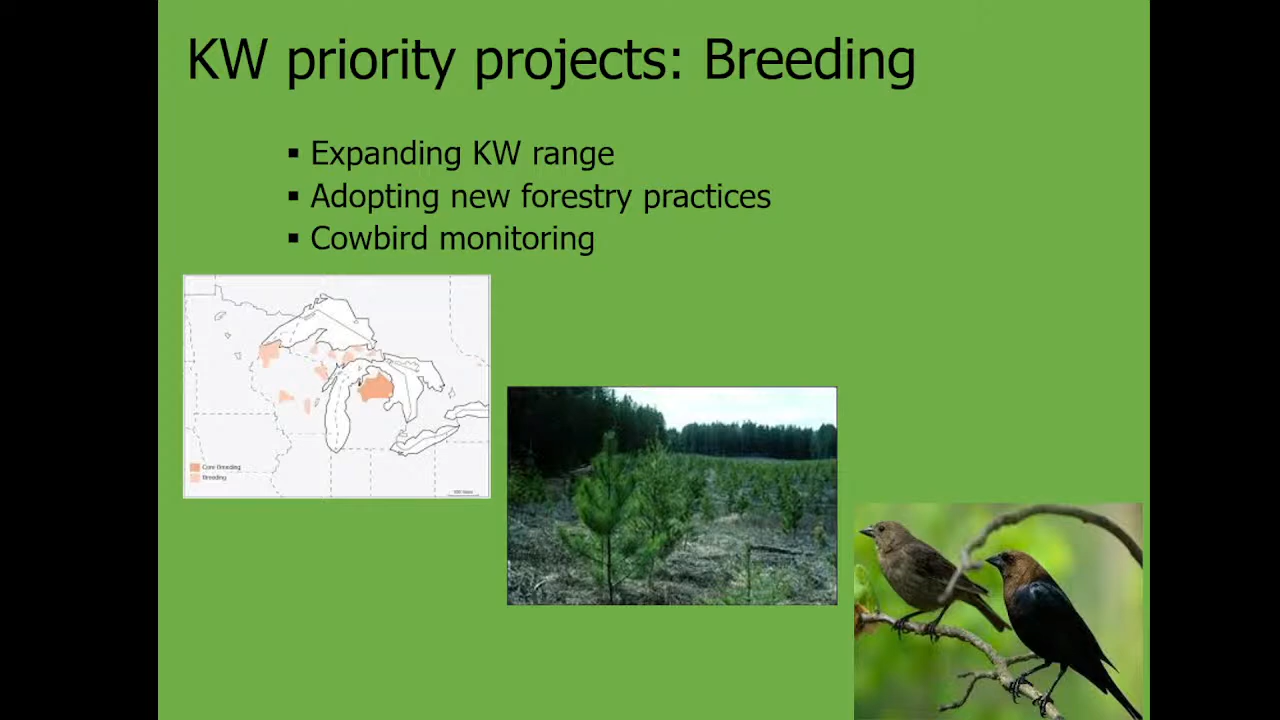 KW priority projects: Breeding
▪ Expanding KW range
▪ Adopting new forestry practices
▪ Cowbird monitoring
Core Breeding
Breeding